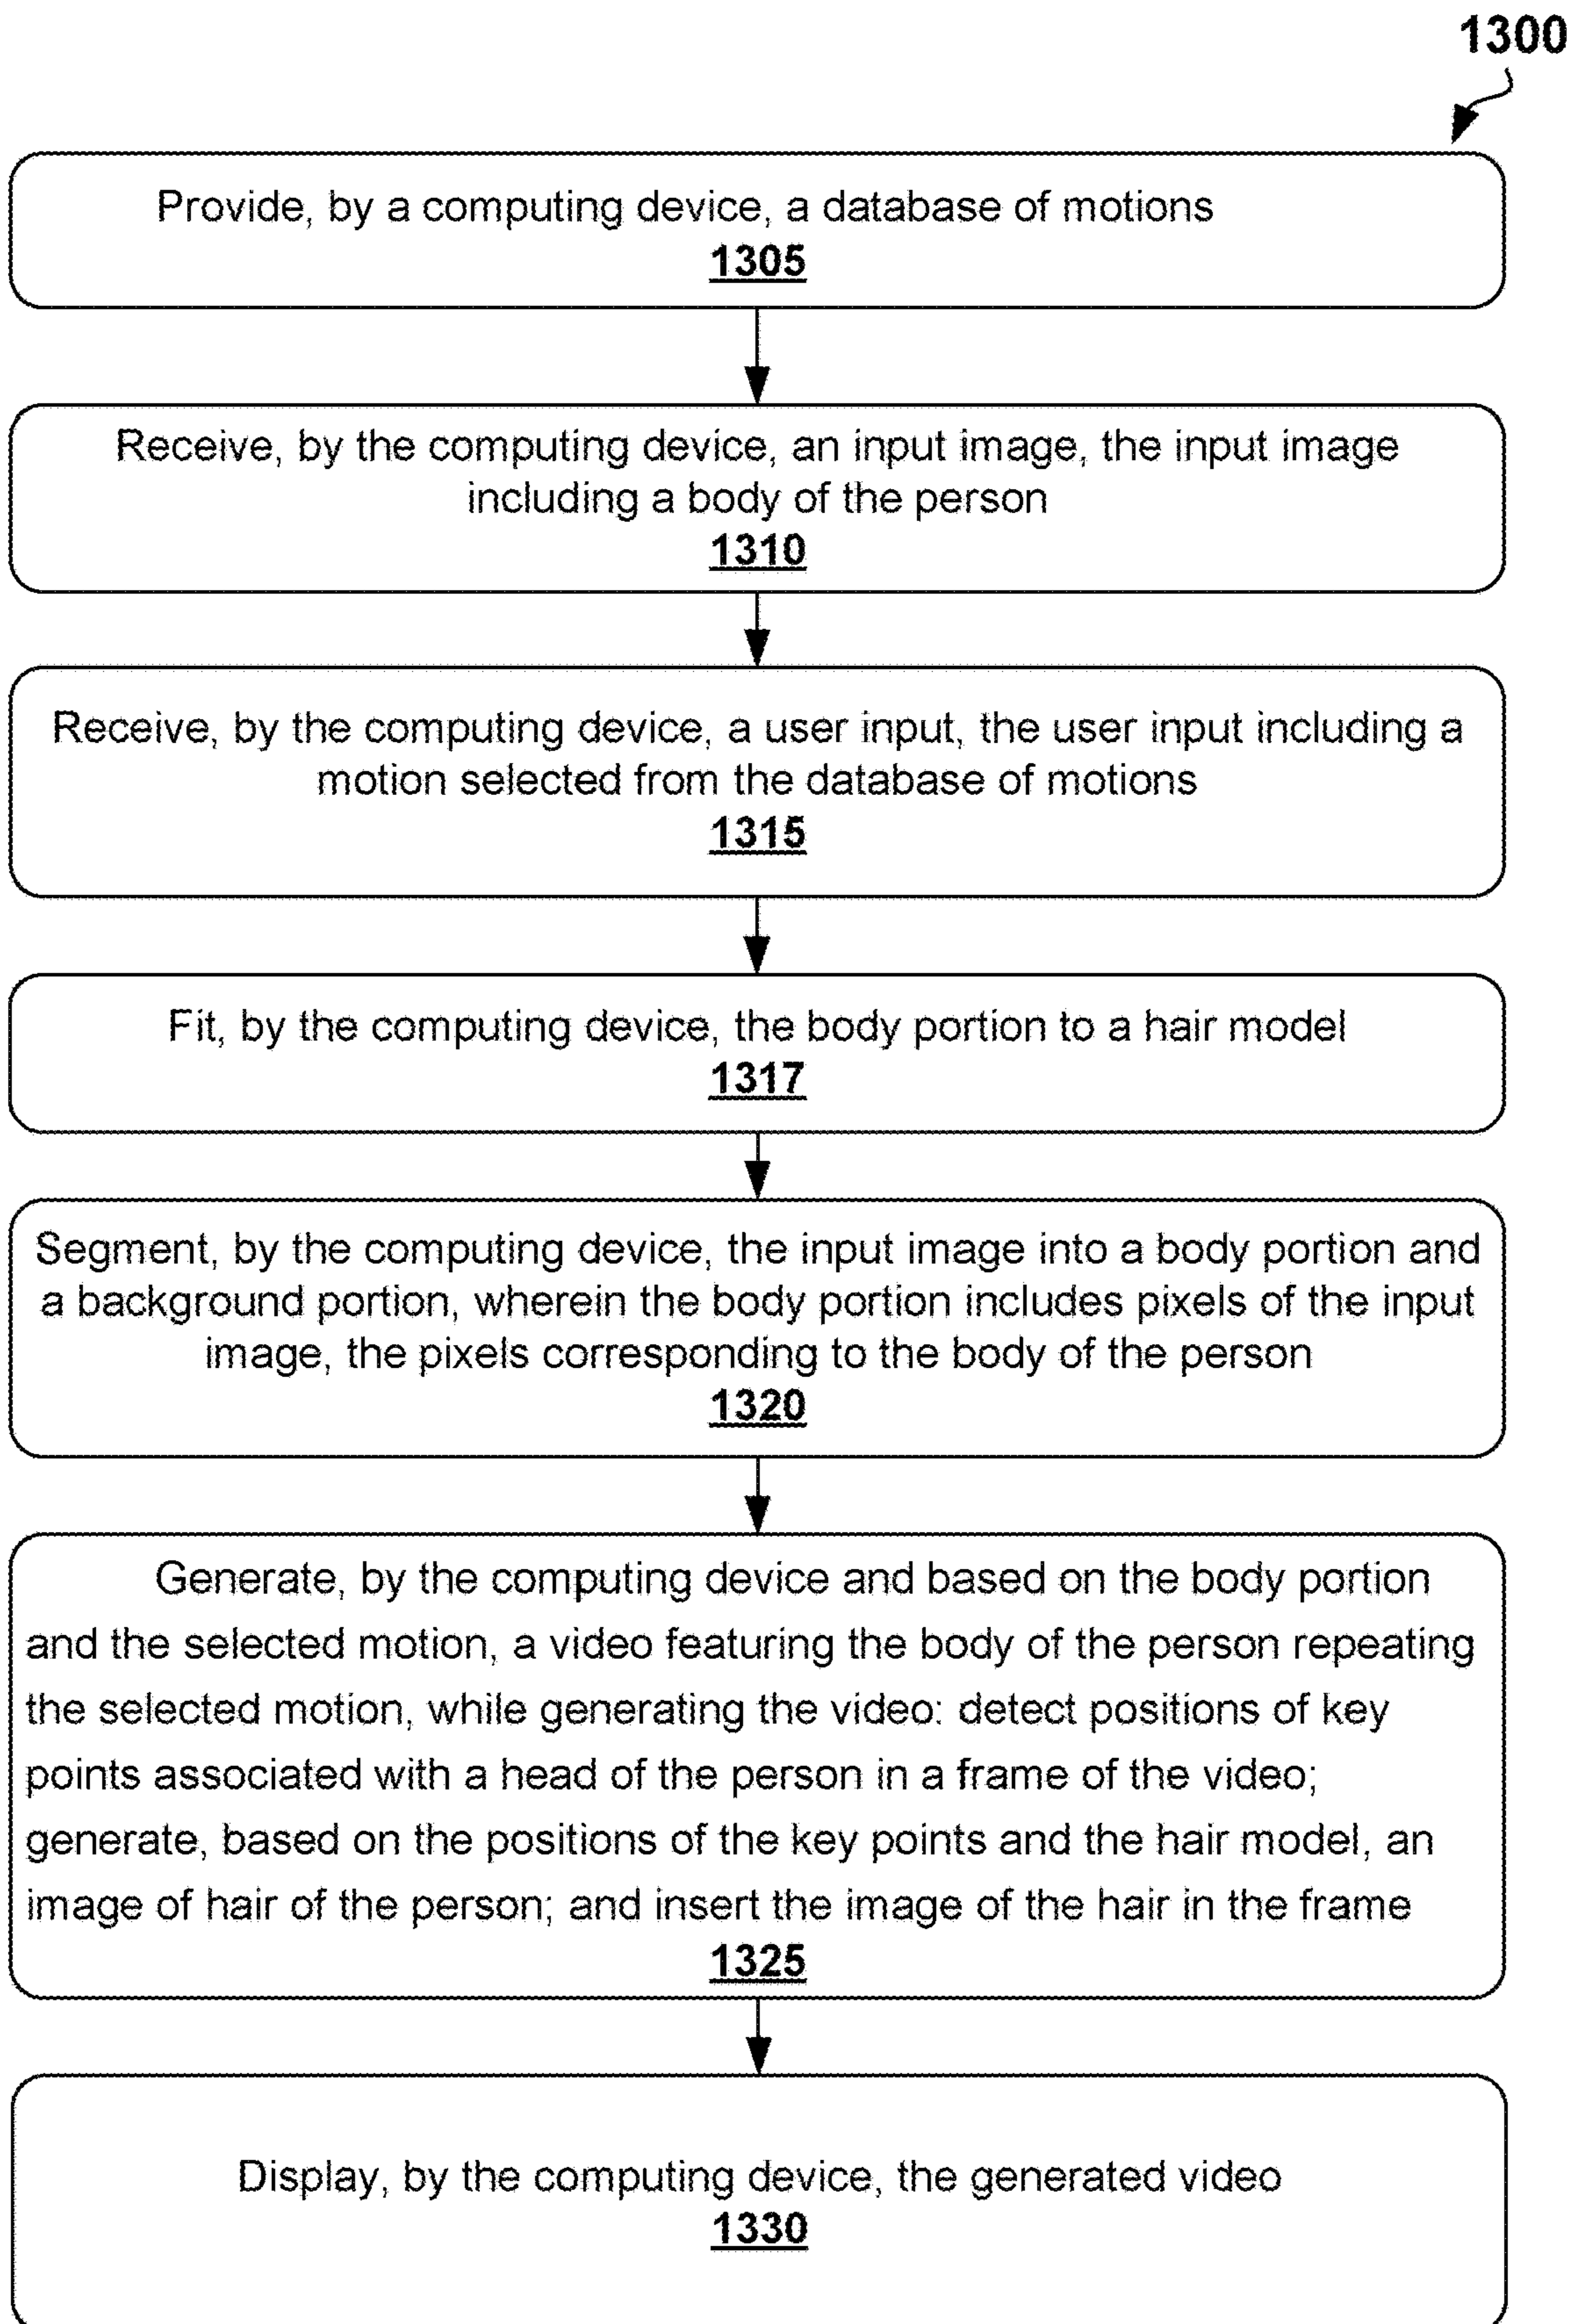 1300
Provide, by a computing device, a database of motions
1305
Receive, by the computing device, an input image, the input image
including a body of the person
1310
Receive, by the computing device, a user input, the user input including a
motion selected from the database of motions
1315
Fit, by the computing device, the body portion to a hair model
1317
Segment, by the computing device, the input image into a body portion and
a background portion, wherein the body portion includes pixels of the input
image, the pixels corresponding to the body of the person
1320
Generate, by the computing device and based on the body portion
and the selected motion, a video featuring the body of the person repeating
the selected motion, while generating the video: detect positions of key
points associated with a head of the person in a frame of the video;
generate, based on the positions of the key points and the hair model, an
image of hair of the person; and insert the image of the hair in the frame
1325
Display, by the computing device, the generated video
1330